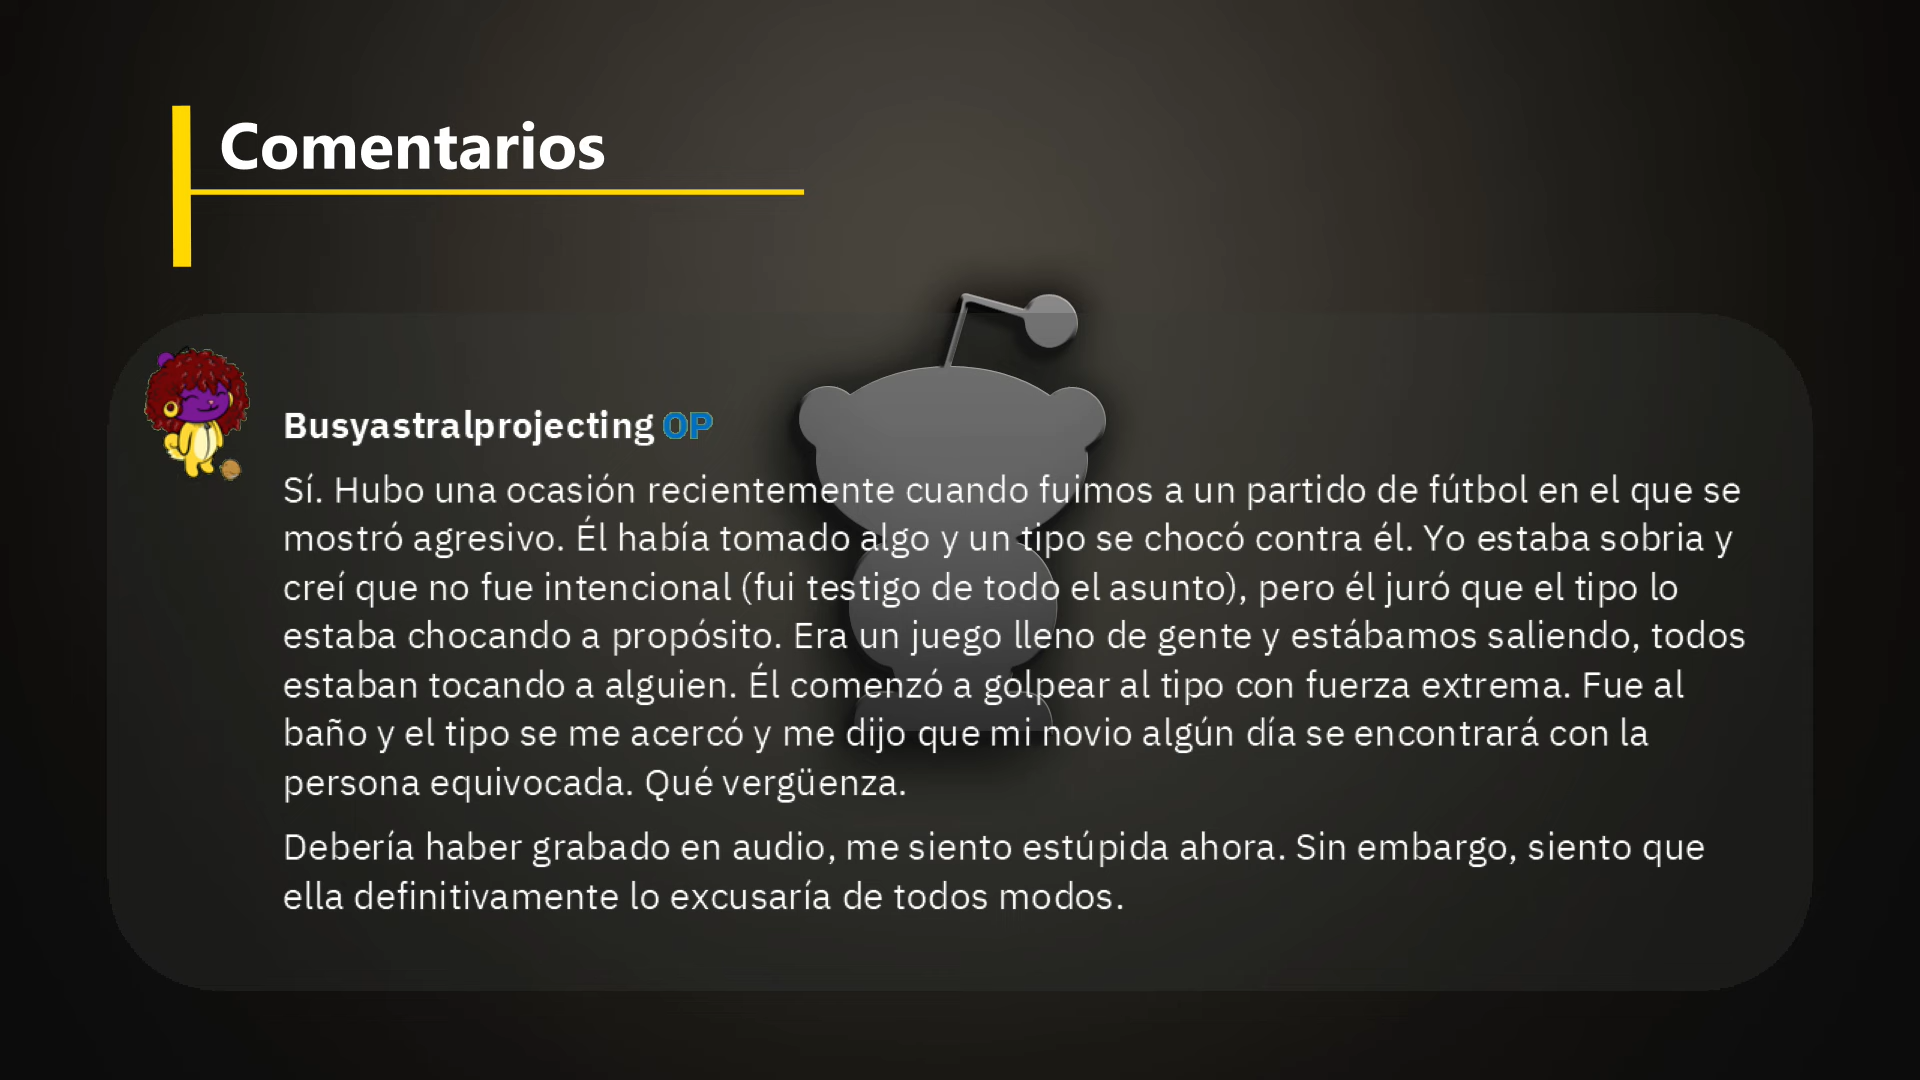 Comentarios
Busyastralprojecting OP
Sí. Hubo una ocasión recientemente cuando fuimos a un partido de fútbol en el que se
mostró agresivo. Él había tomado algo y un tipo se chocó contra él. Yo estaba sobria y
creí que no fue intencional (fui testigo de todo el asunto), pero él juró que el tipo lo
estaba chocando a propósito. Era un juego lleno de gente y estábamos saliendo, todos
estaban tocando a alguien. Él comenzó a golpear al tipo con fuerza extrema. Fue al
baño y el tipo se me acercó y me dijo que mi novio algún día se encontrará con la
persona equivocada. Qué vergüenza.
Debería haber grabado en audio, me siento estúpida ahora. Sin embargo, siento que
ella definitivamente lo excusaría de todos modos.